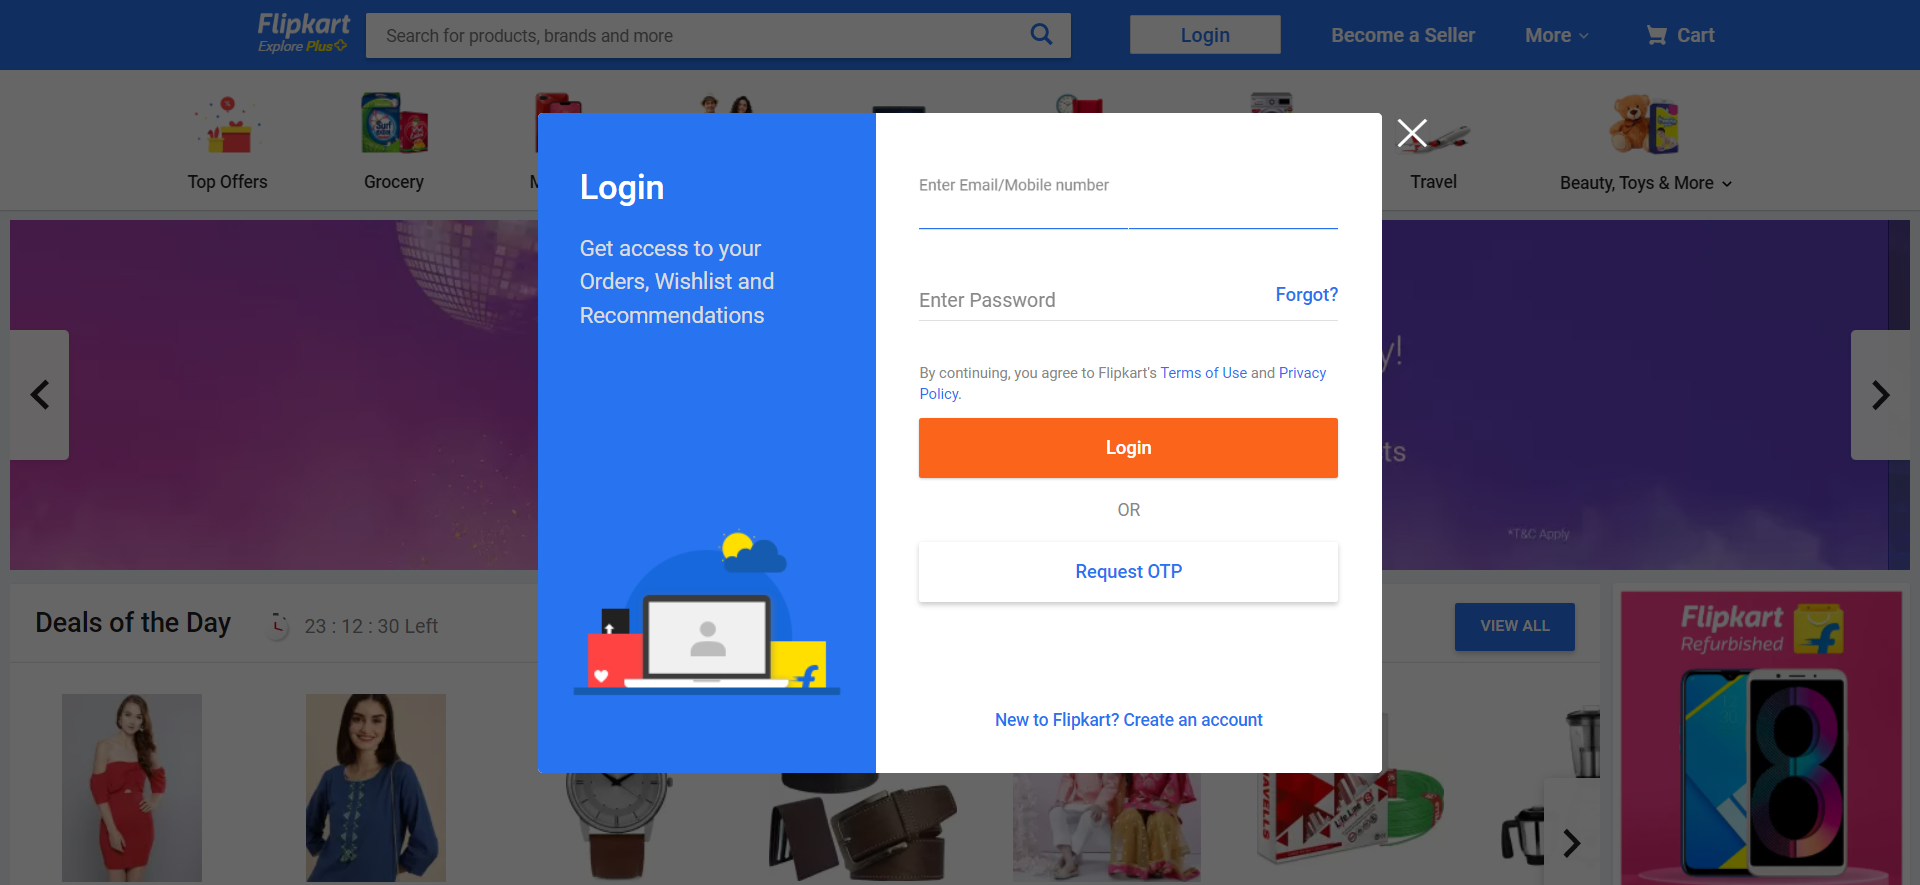 Flipkart
Explore Plus
Search for products, brands and more
Login
Become a Seller
More
Cart
Top Offers
Grocery
Travel
Beauty, Toys & More
Login
Get access to your
Orders, Wishlist and
Recommendations
Enter Email/Mobile number
Enter Password
Forgot?
By continuing, you agree to Flipkart's Terms of Use and Privacy
Policy.
Login
OR
Request OTP
New to Flipkart? Create an account
y!
ts
*T&C Apply
Deals of the Day
23 : 12 : 30 Left
VIEW ALL
Flipkart
Refurbished
Surf